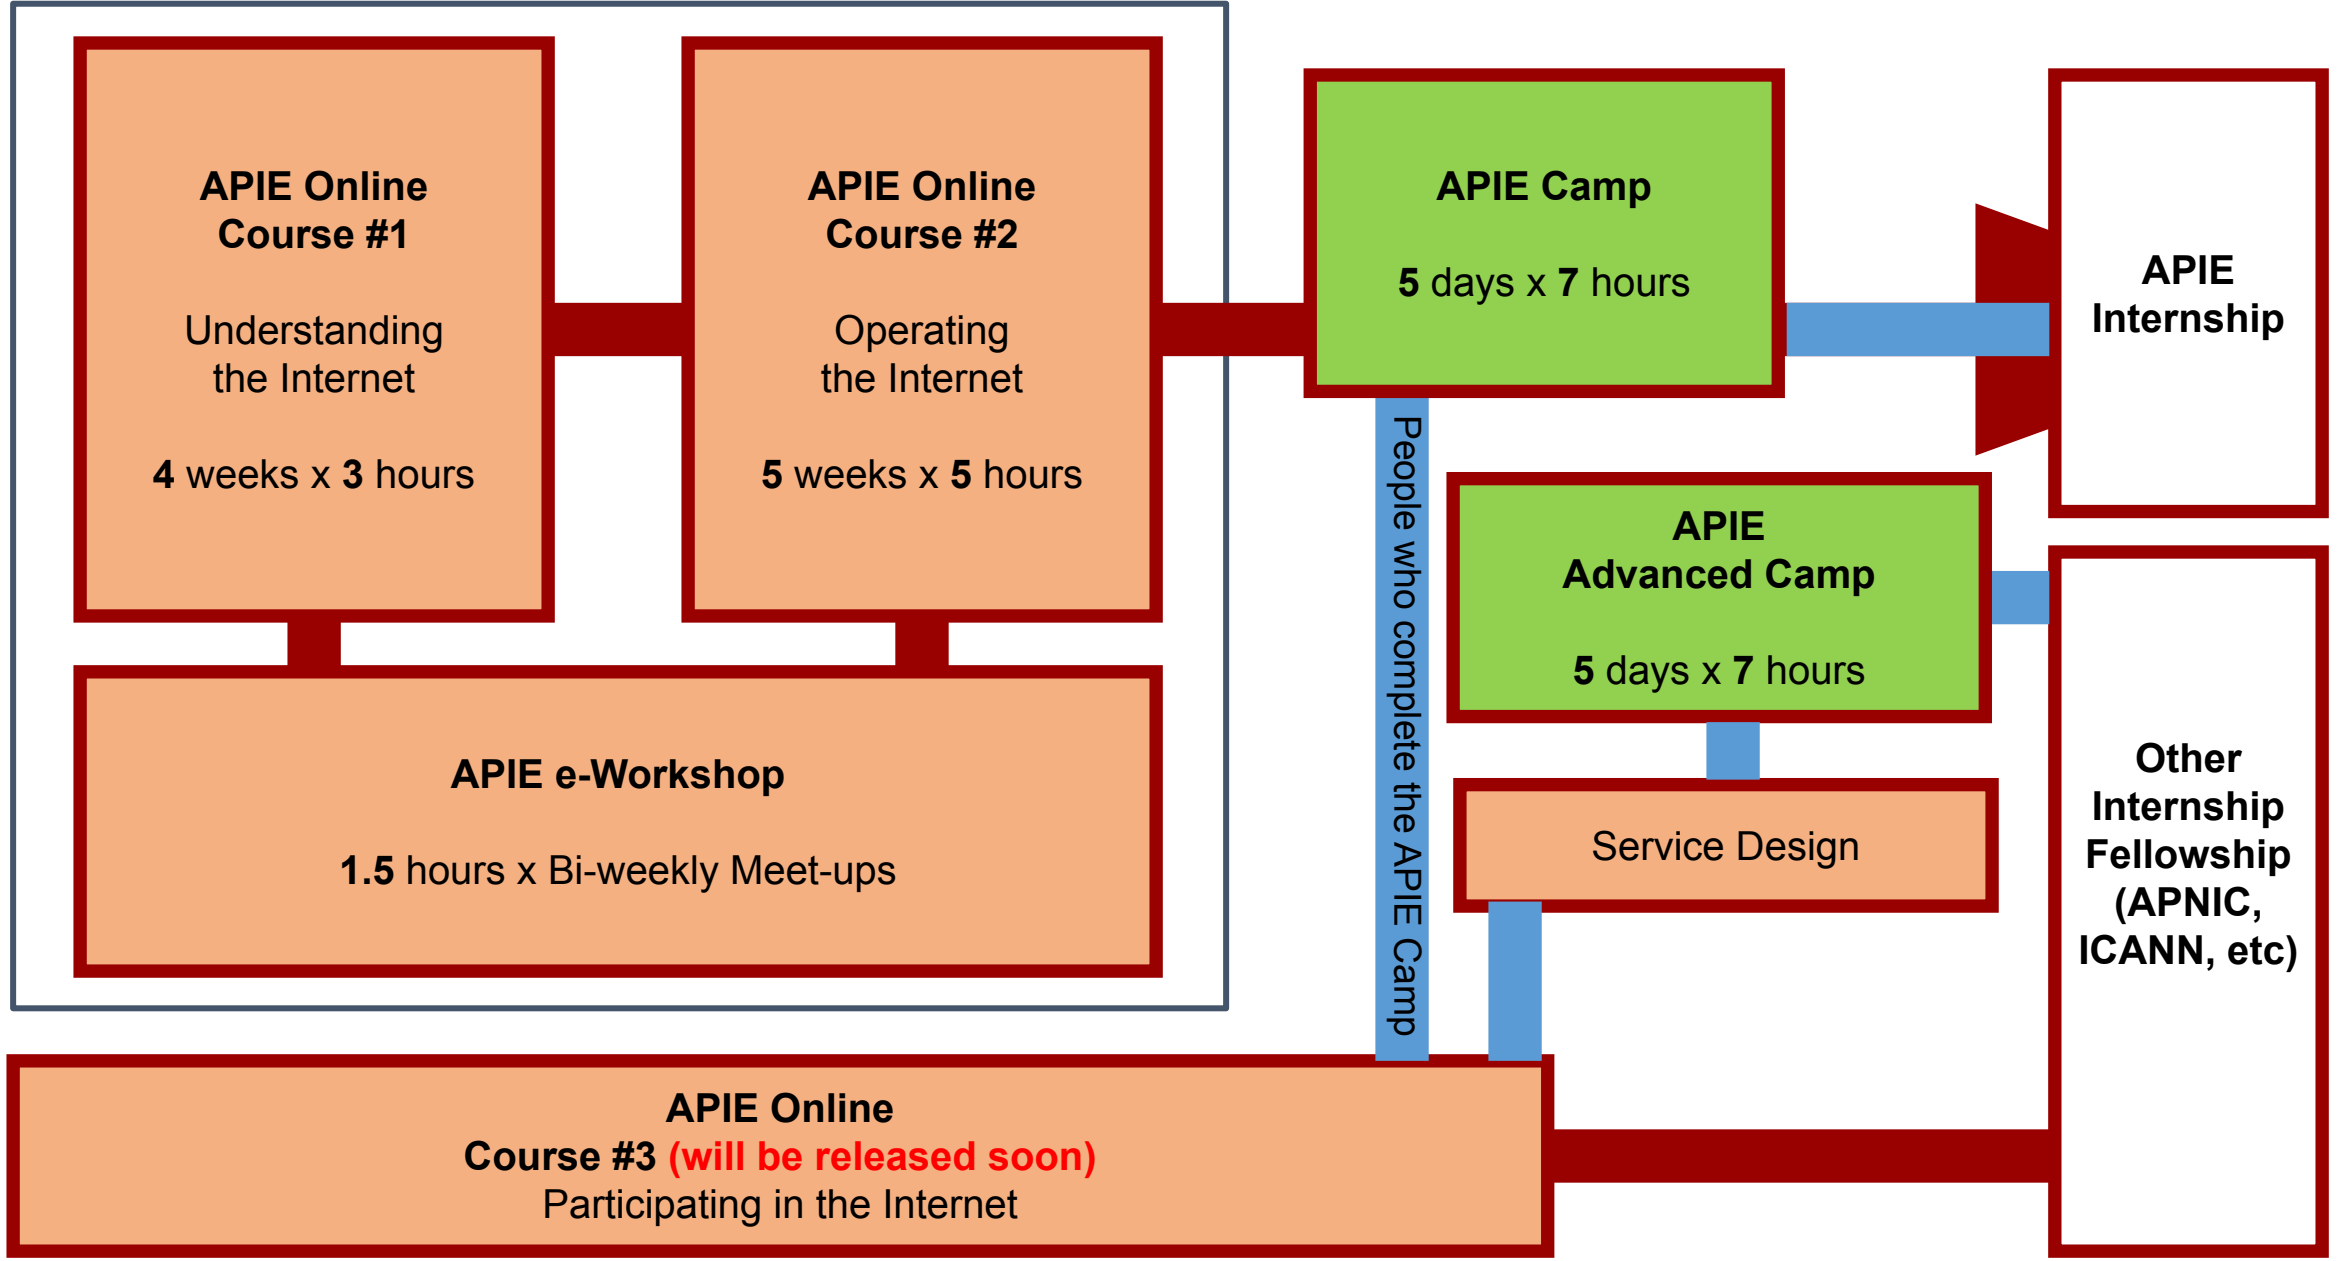 APIE Online
Course #1
Understanding
the Internet
4 weeks x 3 hours
APIE Online
Course #2
Operating
the Internet
5 weeks x 5 hours
APIE Camp
5 days x 7 hours
APIE
Internship
People who complete the APIE Camp
APIE
Advanced Camp
5 days x 7 hours
APIE e-Workshop
1.5 hours x Bi-weekly Meet-ups
Service Design
Other
Internship
Fellowship
(APNIC,
ICANN, etc)
APIE Online
Course #3 (will be released soon)
Participating in the Internet